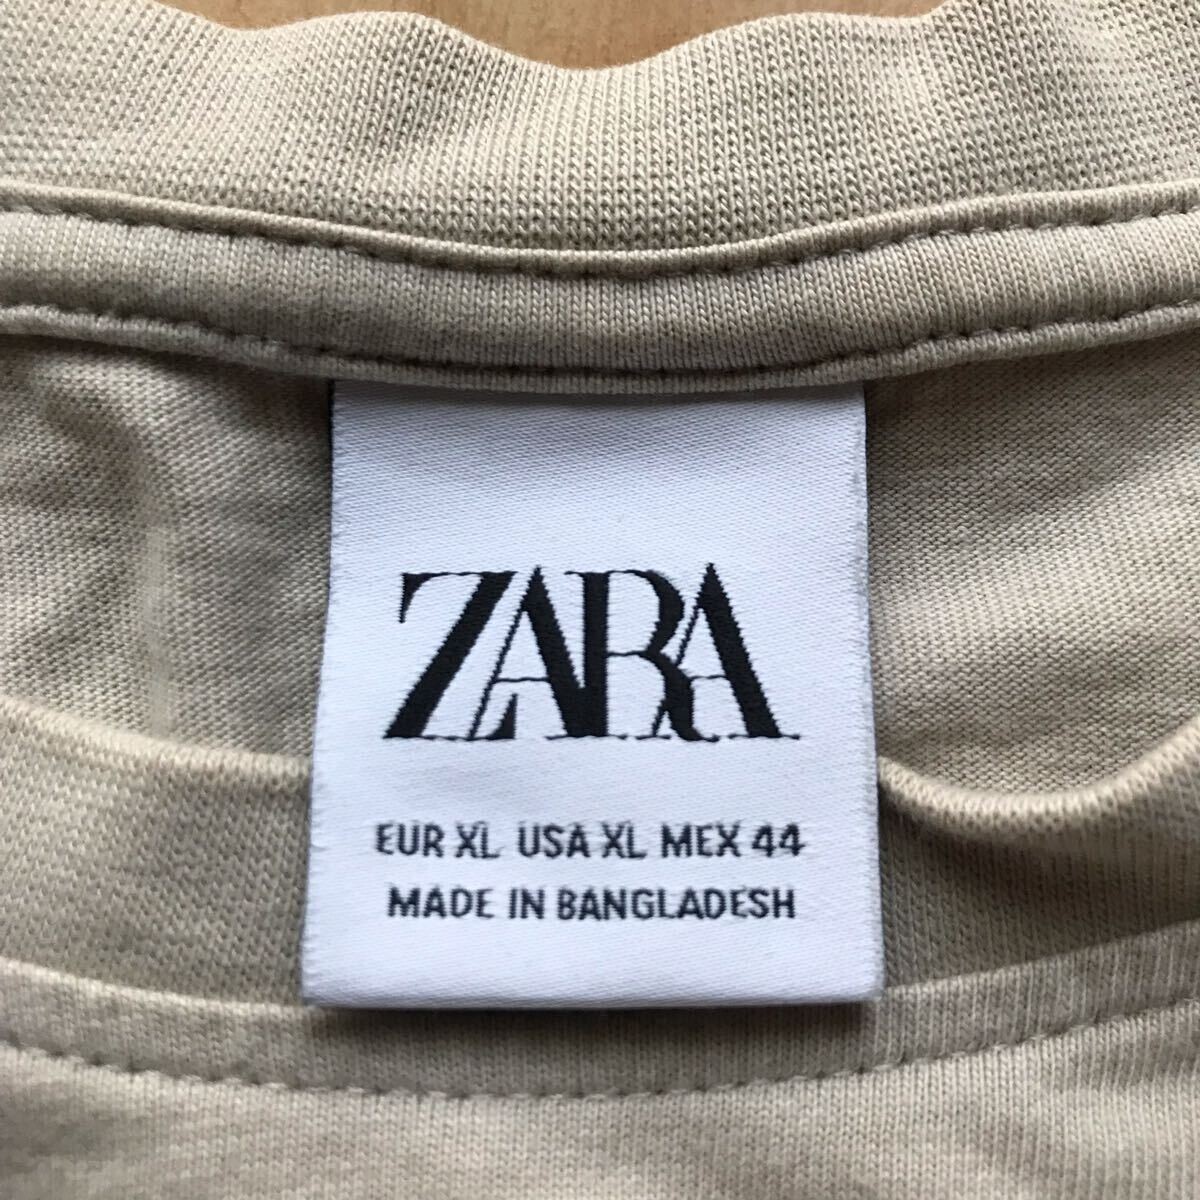 ZARA
EUR XL USA XL MEX 44
MADE IN BANGLADESH